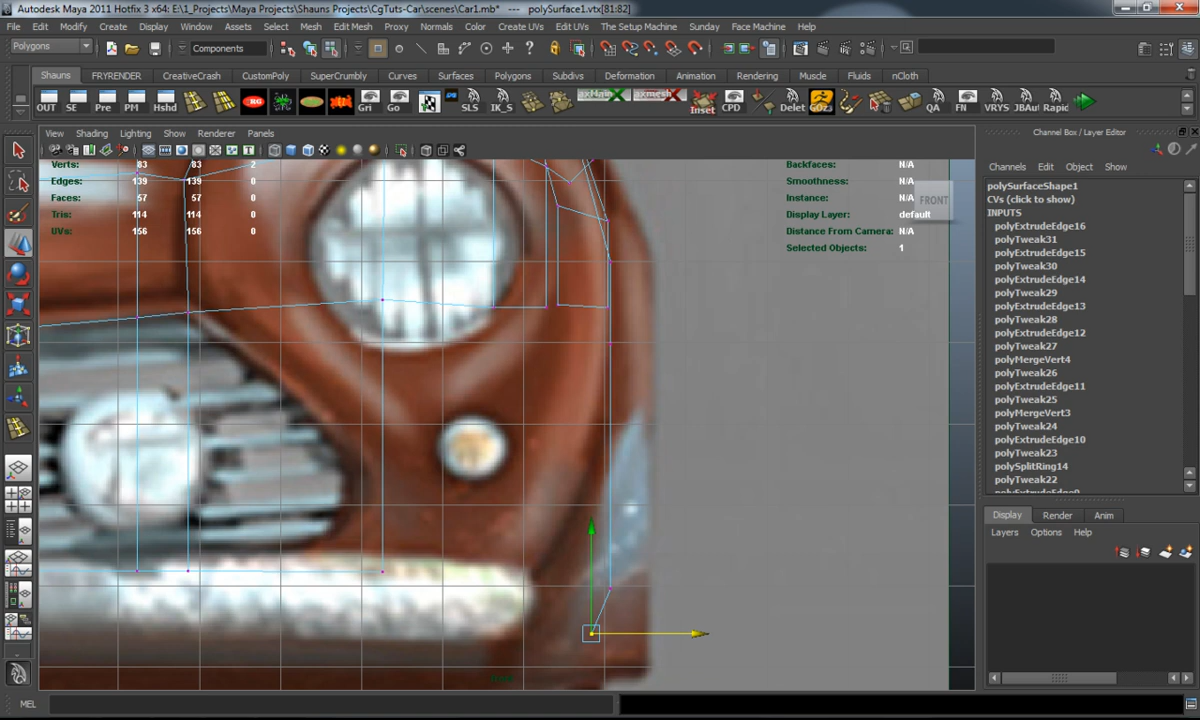 Autodesk Maya 2011 Hotfix 3 x64: E:\1_Projects\Maya Projects\Shauns Projects\CgTuts-Car\scenes\Car1.mb* --- polySurface1.vtx[81:82]
File Edit Modify Create Display Window Assets Select Mesh Edit Mesh Proxy Normals Color Create UVs Edit UVs The Setup Machine Sunday Face Machine Help
Polygons Components
Shauns FRYRENDER CreativeCrash CustomPoly SuperCrumbly Curves Surfaces Polygons Subdivs Deformation Animation Rendering Muscle Fluids nCloth
OUT SE Pre PM Hshd Gri Go SLS IK_S Inset CPD Delet GOz3 QA FN VRYS JBAut Rapic
View Shading Lighting Show Renderer Panels
Verts: 83 83 2
Edges: 139 139 0
Faces: 57 57 0
Tris: 114 114 0
UVs: 156 156 0
Backfaces: N/A
Smoothness: N/A
Instance: N/A
Display Layer: default
Distance From Camera: N/A
Selected Objects: 1
FRONT
Channel Box / Layer Editor
Channels Edit Object Show
polySurfaceShape1
CVs (click to show)
INPUTS
polyExtrudeEdge16
polyTweak31
polyExtrudeEdge15
polyTweak30
polyExtrudeEdge14
polyTweak29
polyExtrudeEdge13
polyTweak28
polyExtrudeEdge12
polyTweak27
polyMergeVert4
polyTweak26
polyExtrudeEdge11
polyTweak25
polyMergeVert3
polyTweak24
polyExtrudeEdge10
polyTweak23
polySplitRing14
polyTweak22
polyExtrudeEdge9
Display Render Anim
Layers Options Help
MEL